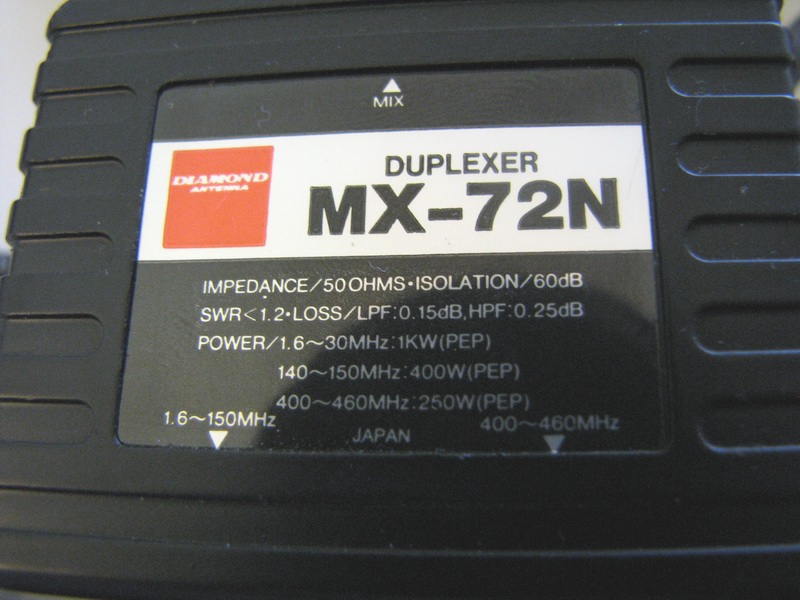 MIX
DIAMOND
ANTENNA
DUPLEXER
MX-72N
IMPEDANCE/50OHMS·ISOLATION/60dB
SWR<1.2·LOSS/LPF:0.15dB,HPF:0.25dB
POWER/1.6~30MHz:1KW(PEP)
140~150MHz:400W(PEP)
400~460MHz:250W(PEP)
1.6~150MHz
JAPAN
400~460MHz